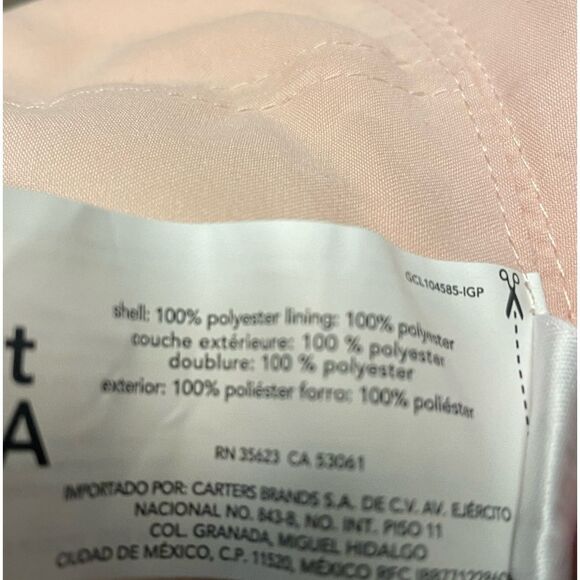 GCL104585-IGP
shell: 100% polyester lining: 100% polyester
couche extérieure: 100 % polyester
doublure: 100 % polyester
exterior: 100% poliéster forro: 100% poliéster
t
A
RN 35623 CA 53061
IMPORTADO POR: CARTERS BRANDS S.A. DE C.V. AV. EJÉRCITO
NACIONAL NO. 843-B, NO. INT. PISO 11
COL. GRANADA, MIGUEL HIDALGO
CIUDAD DE MÉXICO, C.P. 11520, MÉXICO RFC